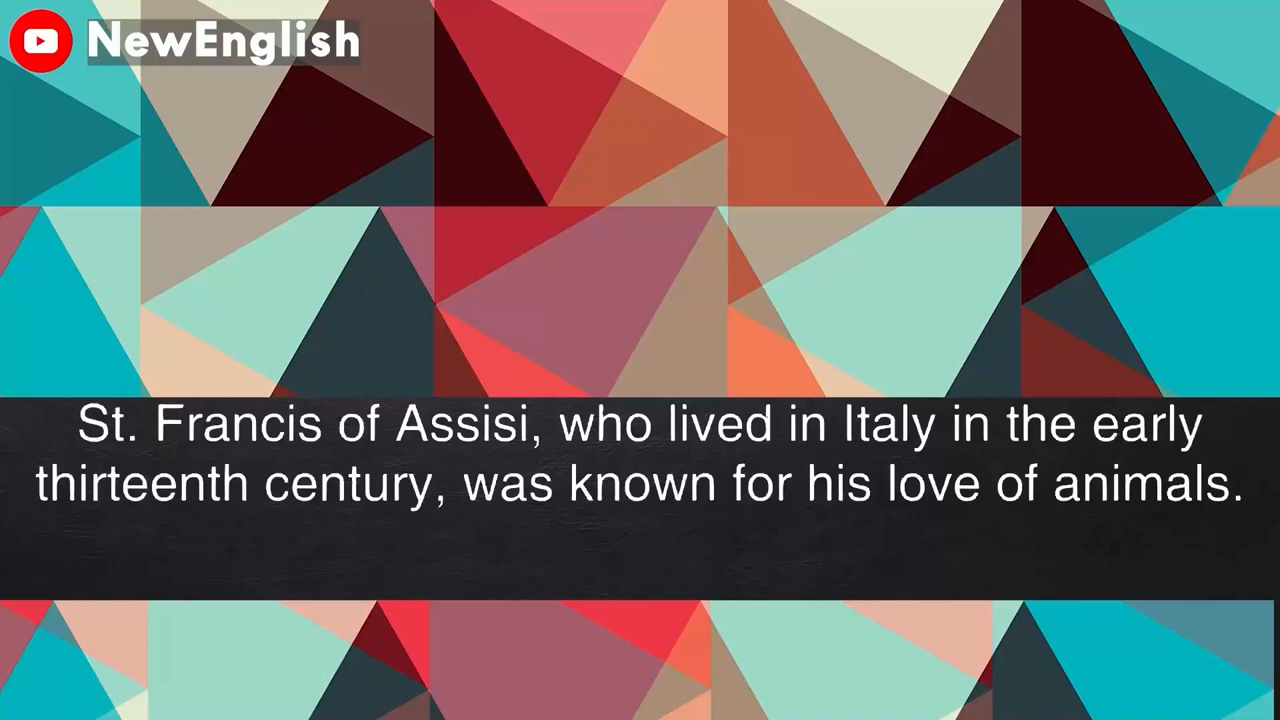 NewEnglish
St. Francis of Assisi, who lived in Italy in the early
thirteenth century, was known for his love of animals.